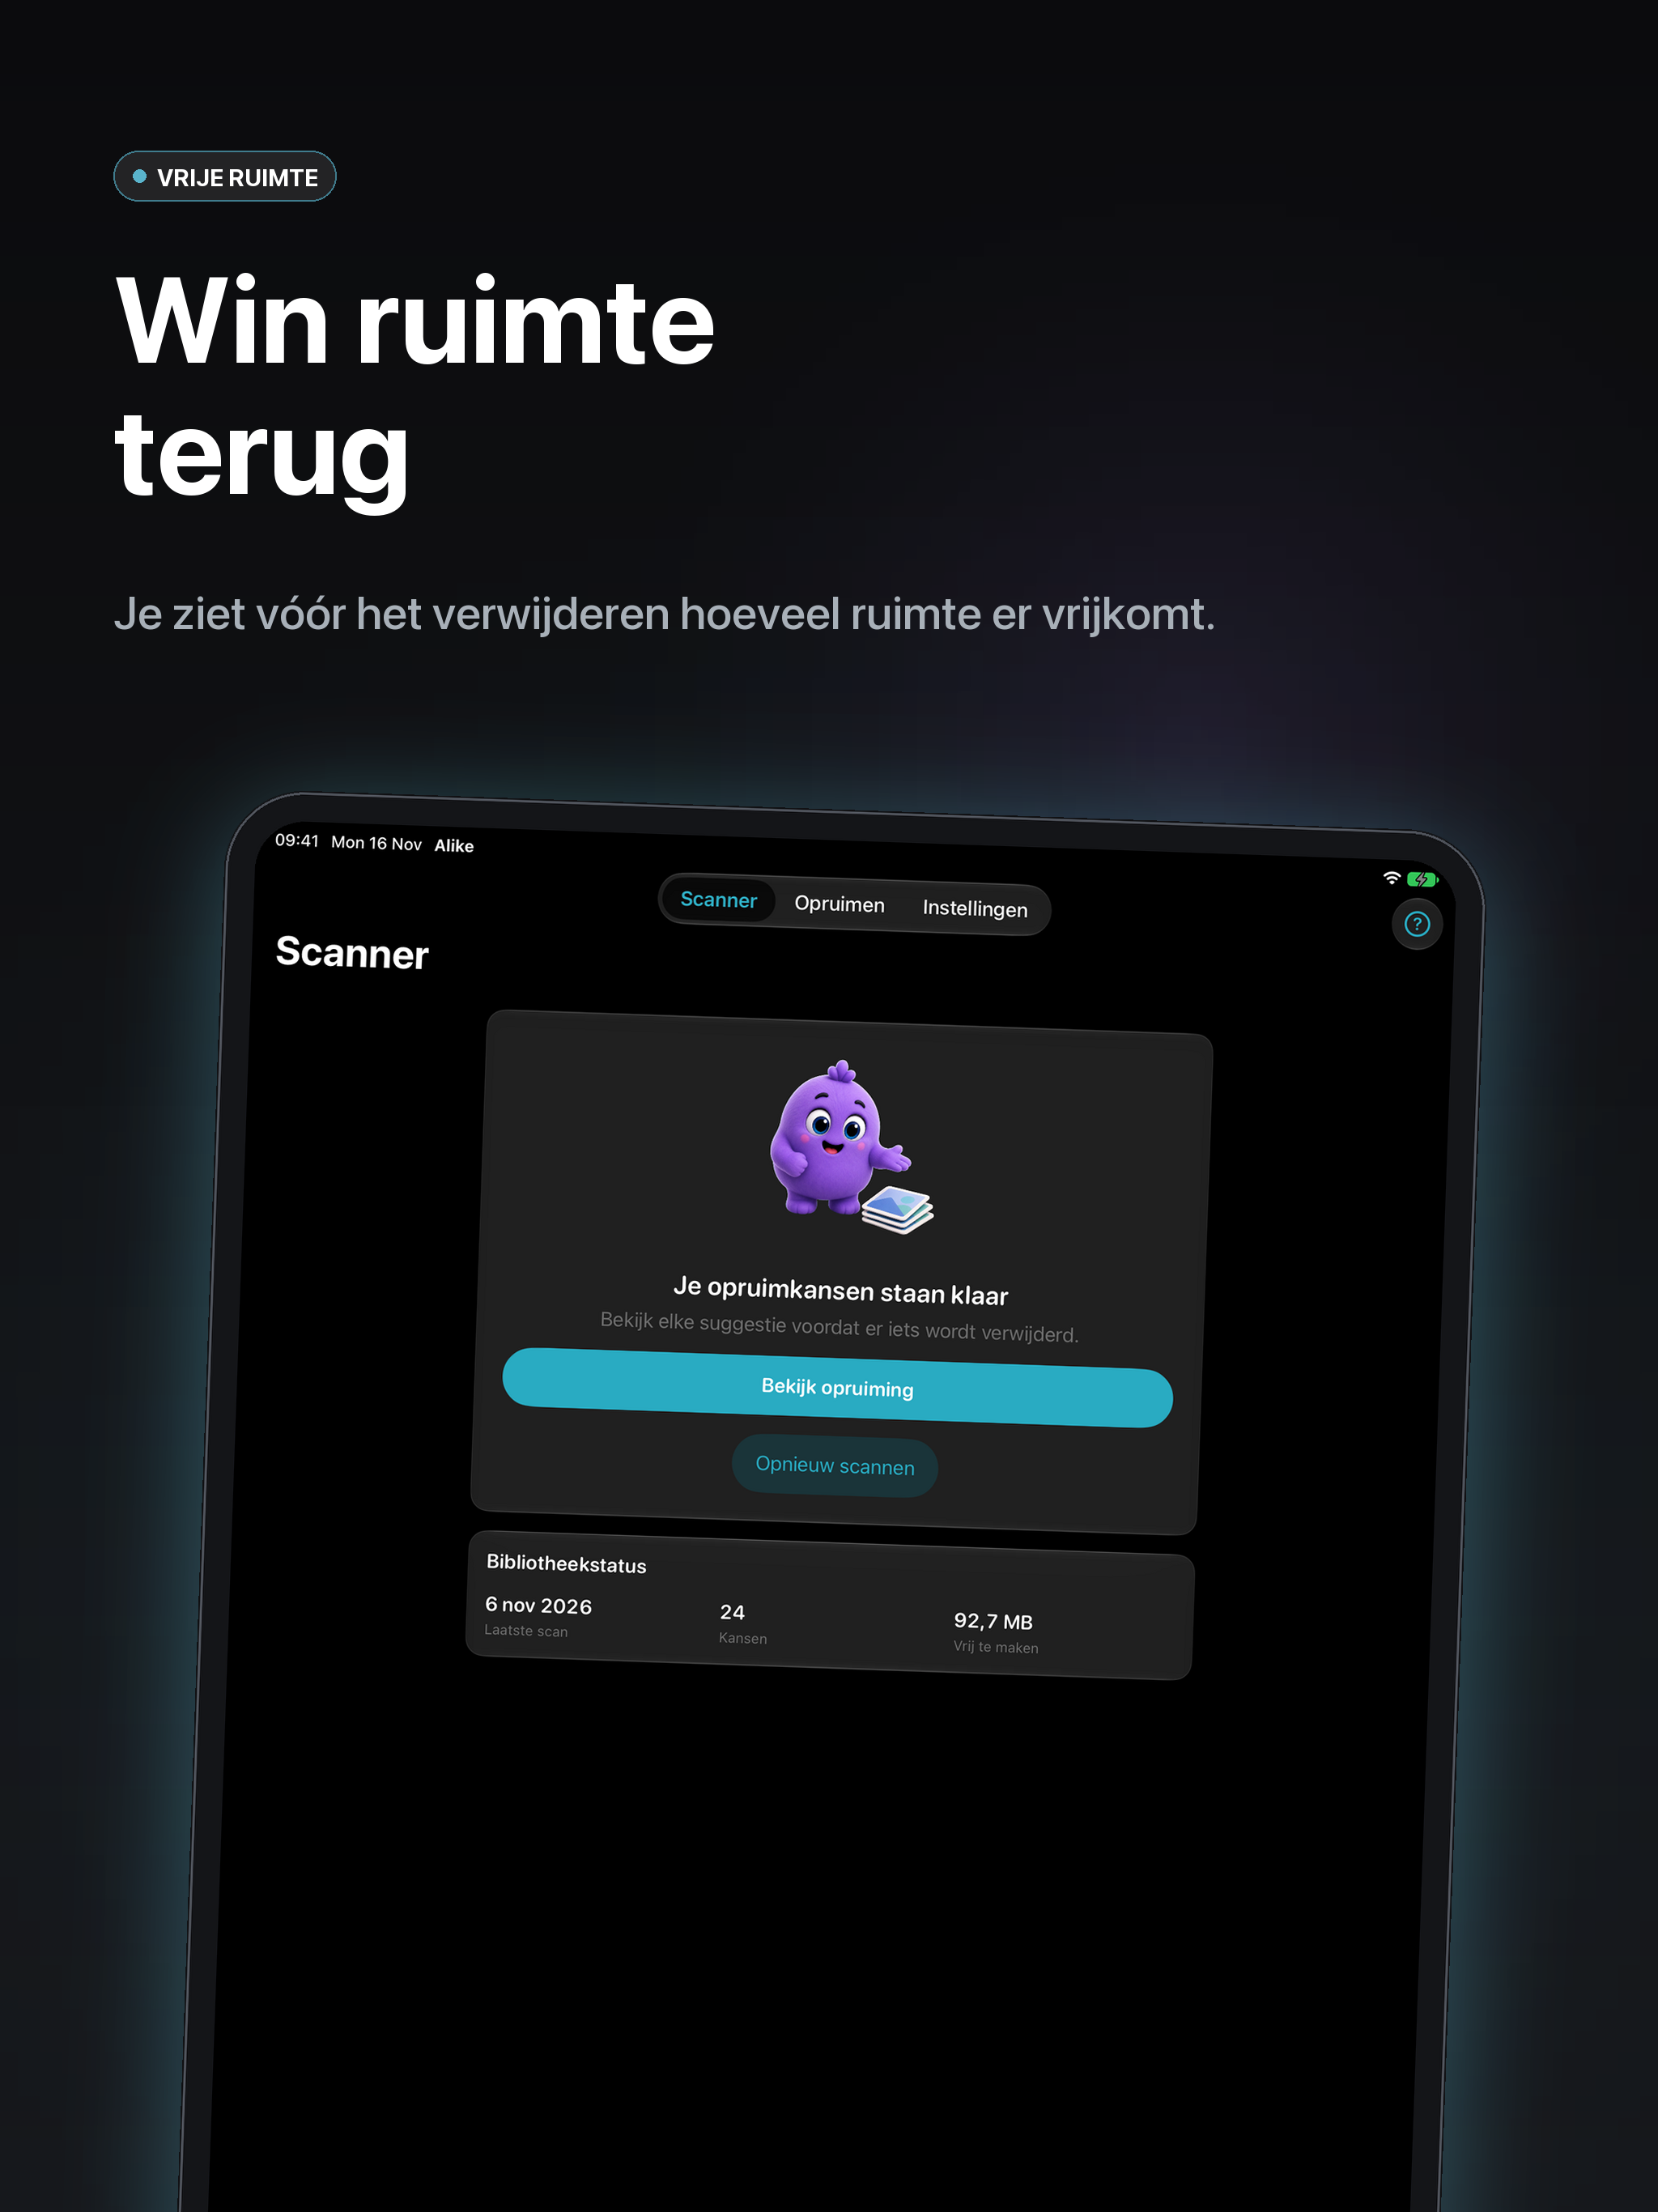 VRIJE RUIMTE
Win ruimte
terug
Je ziet vóór het verwijderen hoeveel ruimte er vrijkomt.
09:41 Mon 16 Nov Alike
Scanner Opruimen Instellingen
?
Scanner
Je opruimkansen staan klaar
Bekijk elke suggestie voordat er iets wordt verwijderd.
Bekijk opruiming
Opnieuw scannen
Bibliotheekstatus
6 nov 2026 24 92,7 MB
Laatste scan Kansen Vrij te maken